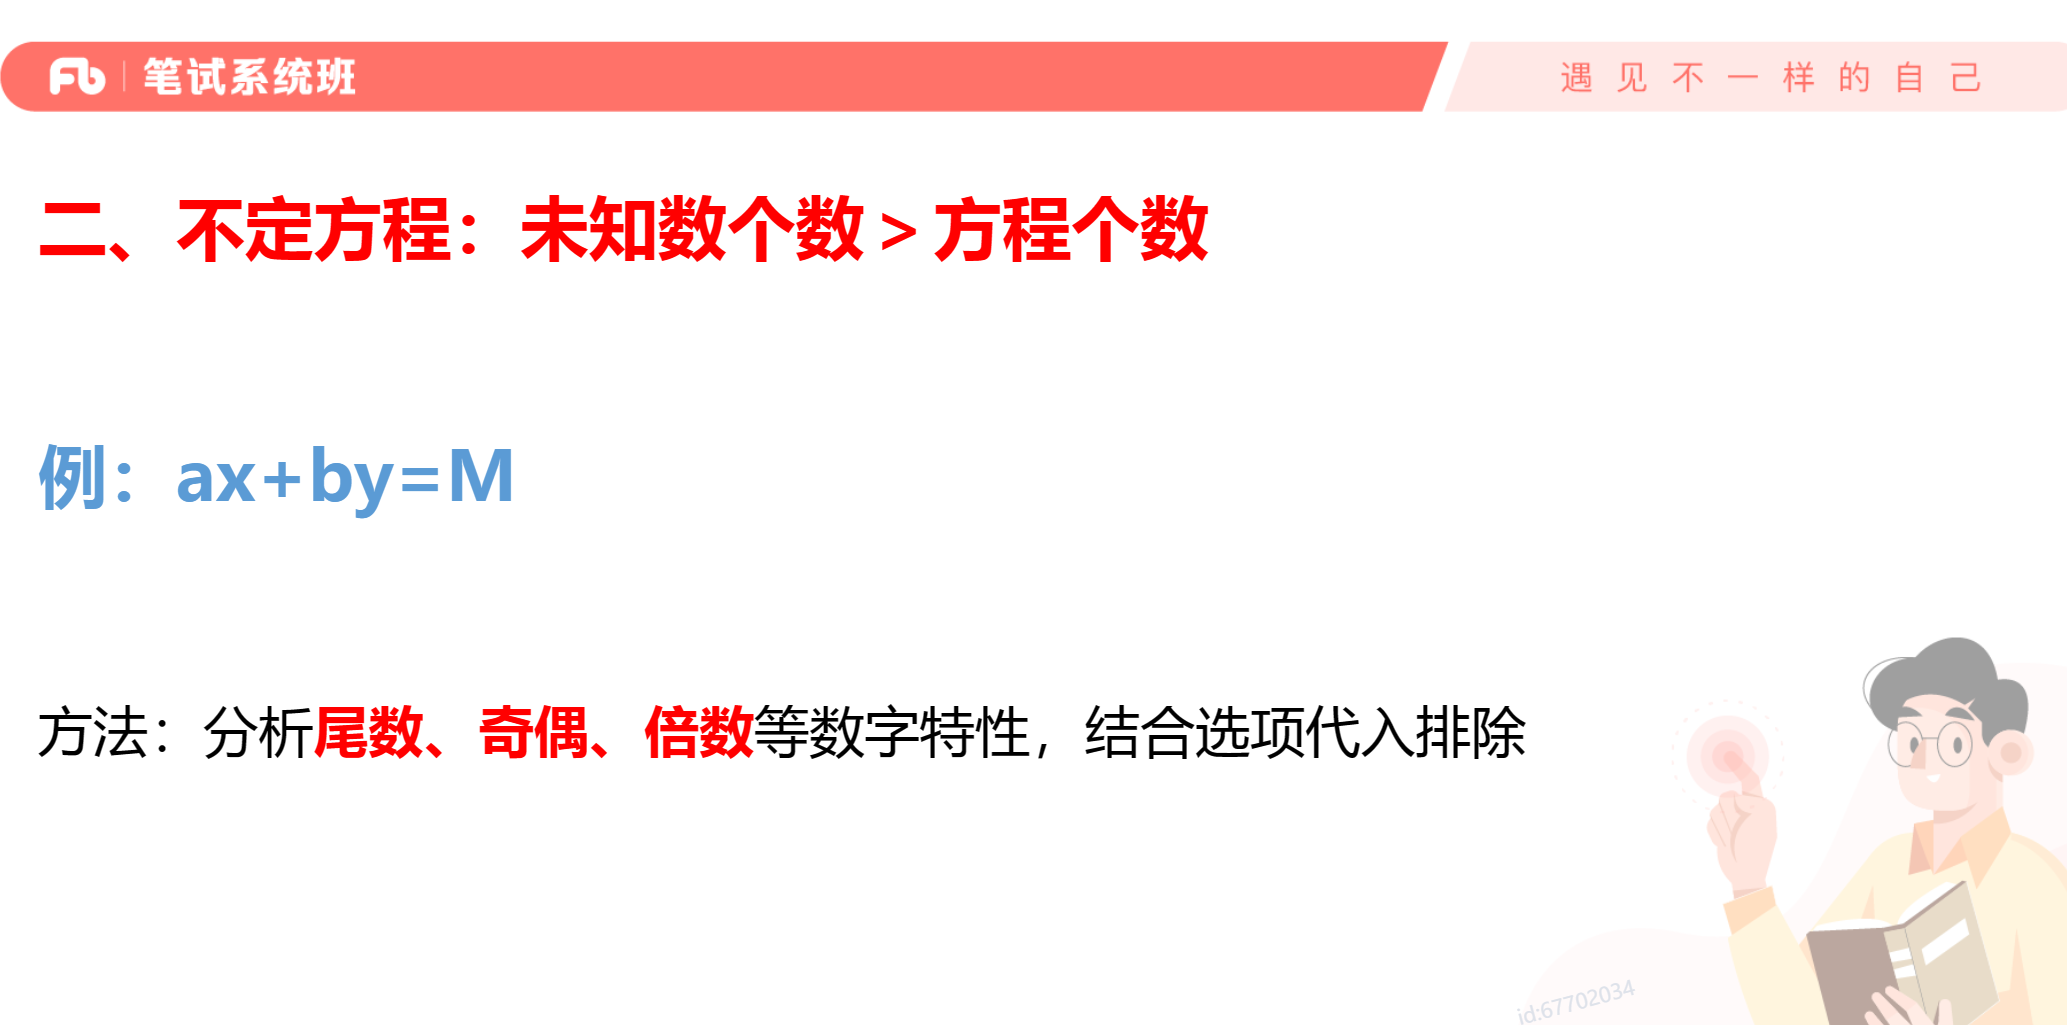 Fb 笔试系统班
遇见不一样的自己
二、不定方程：未知数个数＞方程个数
例：ax+by=M
方法：分析尾数、奇偶、倍数等数字特性，结合选项代入排除
id:67702034